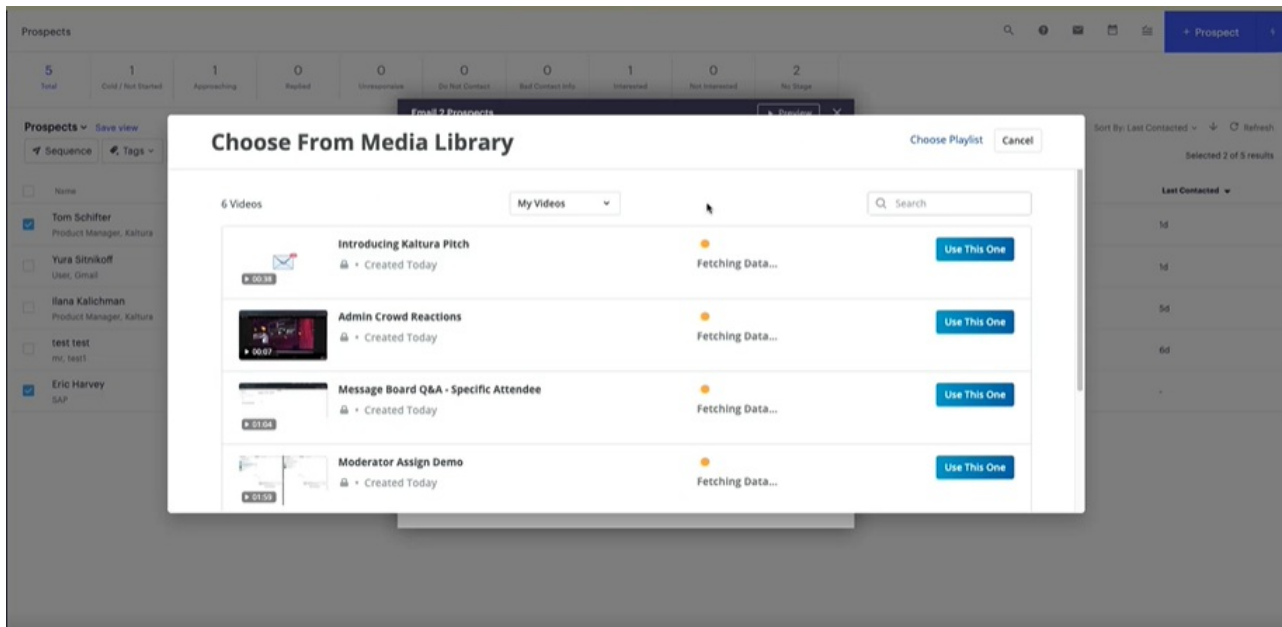 Prospects
+ Prospect
5
Total
1
Cold / Not Started
1
Approaching
0
Replied
0
Unresponsive
0
Do Not Contact
0
Bad Contact Info
1
Interested
0
Not Interested
2
No Stage
Email 2 Prospects
Preview
Prospects
Save view
Sort By: Last Contacted
Refresh
Sequence
Tags
Selected 2 of 5 results
Name
Last Contacted
Tom Schifter
Product Manager, Kaltura
1d
Yura Sitnikoff
User, Gmail
1d
Ilana Kalichman
Product Manager, Kaltura
5d
test test
mr, test1
6d
Eric Harvey
SAP
-
Choose From Media Library
Choose Playlist
Cancel
6 Videos
My Videos
Search
Introducing Kaltura Pitch
• Created Today
00:38
Fetching Data...
Use This One
Admin Crowd Reactions
• Created Today
00:07
Fetching Data...
Use This One
Message Board Q&A - Specific Attendee
• Created Today
01:04
Fetching Data...
Use This One
Moderator Assign Demo
• Created Today
01:59
Fetching Data...
Use This One